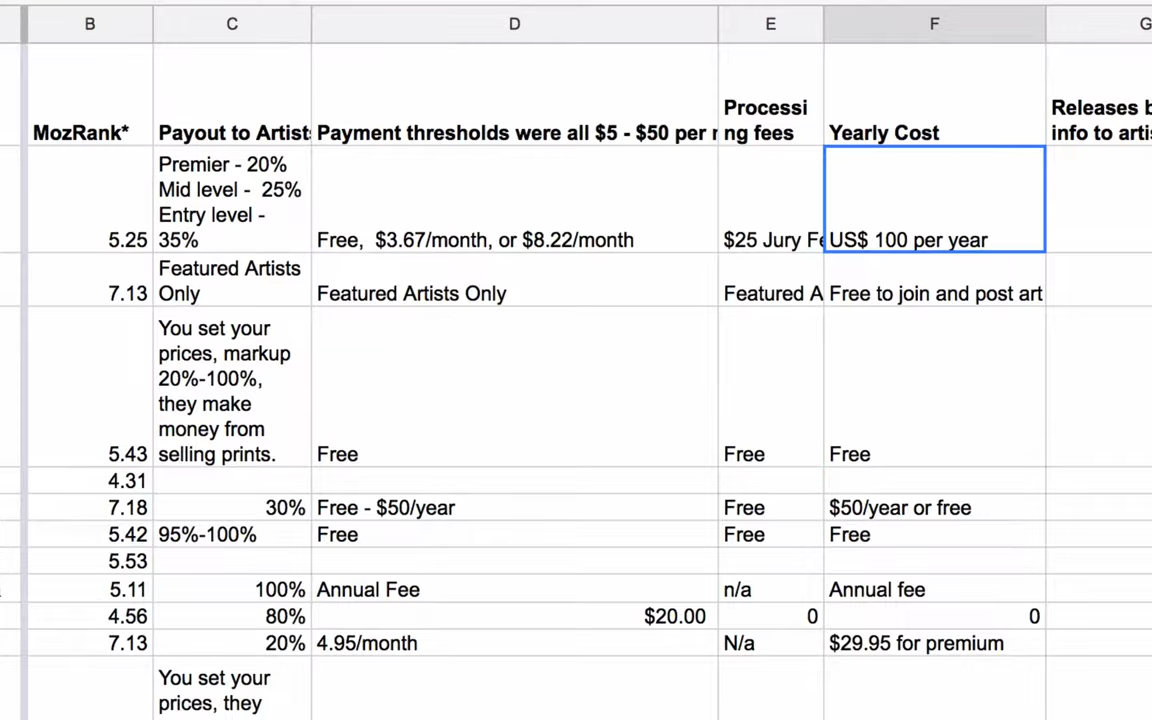 B C D E F G
MozRank* Payout to Artist Payment thresholds were all $5 - $50 per Processi
ng fees Yearly Cost Releases
info to
Premier - 20%
Mid level -  25%
Entry level -
35%
5.25 Free,  $3.67/month, or $8.22/month $25 Jury US$ 100 per year
Featured Artists
Only
7.13 Featured Artists Only Featured A Free to join and post art
You set your
prices, markup
20%-100%,
they make
money from
selling prints.
5.43 Free Free Free
4.31
7.18 30% Free - $50/year Free $50/year or free
5.42 95%-100% Free Free Free
5.53
5.11 100% Annual Fee n/a Annual fee
4.56 80% $20.00 0 0
7.13 20% 4.95/month N/a $29.95 for premium
You set your
prices, they